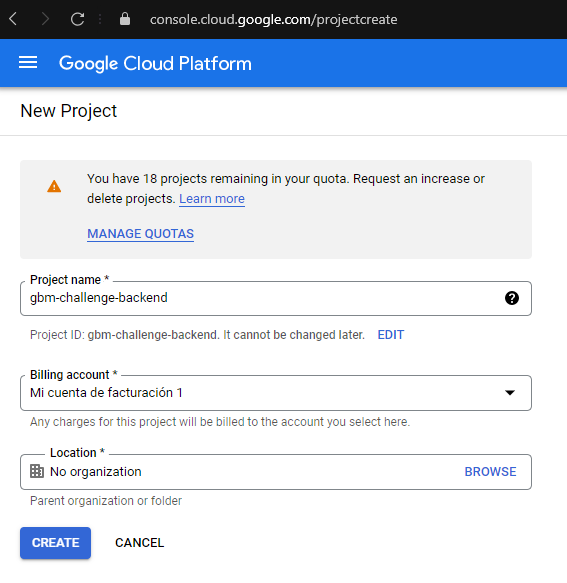 console.cloud.google.com/projectcreate
Google Cloud Platform
New Project
You have 18 projects remaining in your quota. Request an increase or
delete projects. Learn more
MANAGE QUOTAS
Project name *
gbm-challenge-backend
Project ID: gbm-challenge-backend. It cannot be changed later. EDIT
Billing account *
Mi cuenta de facturación 1
Any charges for this project will be billed to the account you select here.
Location *
No organization BROWSE
Parent organization or folder
CREATE CANCEL